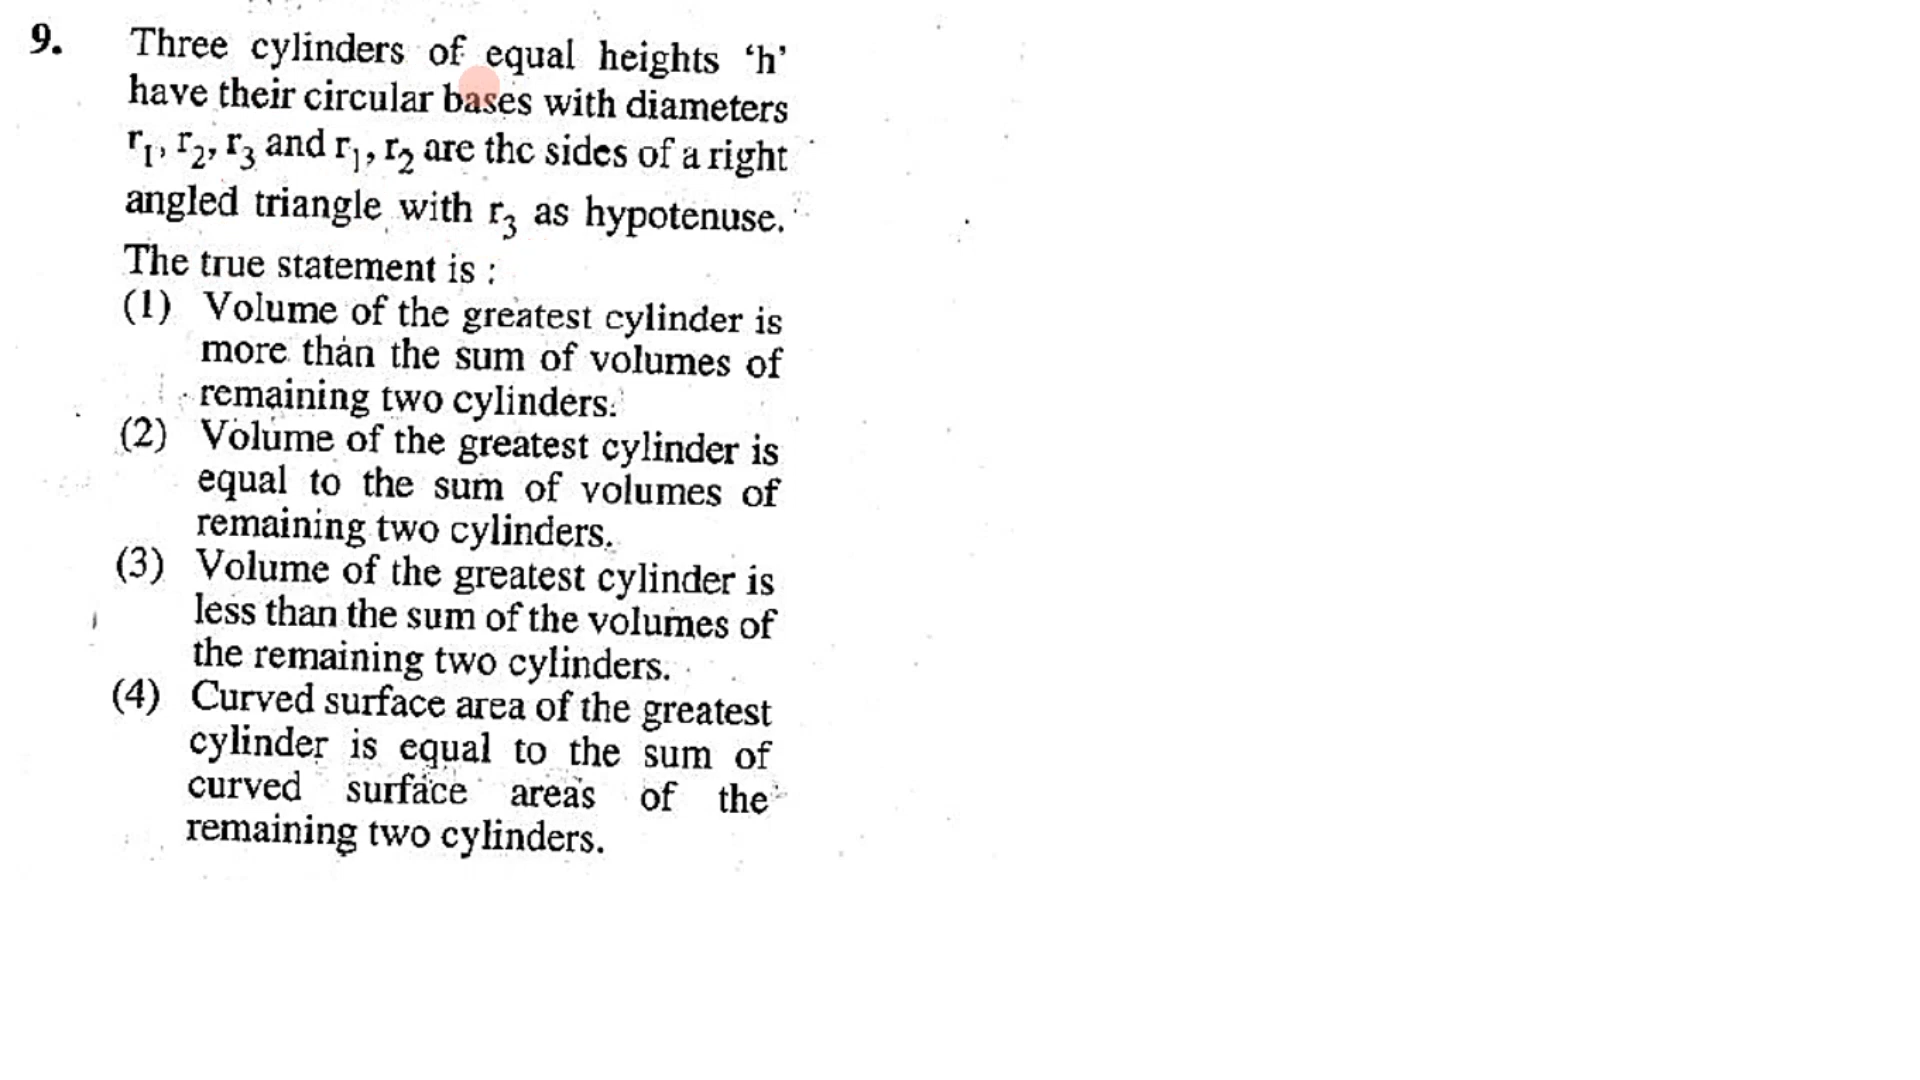 9. Three cylinders of equal heights ‘h’
have their circular bases with diameters
r₁, r₂, r₃ and r₁, r₂ are the sides of a right
angled triangle with r₃ as hypotenuse.
The true statement is :
(1) Volume of the greatest cylinder is
more than the sum of volumes of
remaining two cylinders.
(2) Volume of the greatest cylinder is
equal to the sum of volumes of
remaining two cylinders.
(3) Volume of the greatest cylinder is
less than the sum of the volumes of
the remaining two cylinders.
(4) Curved surface area of the greatest
cylinder is equal to the sum of
curved surface areas of the
remaining two cylinders.